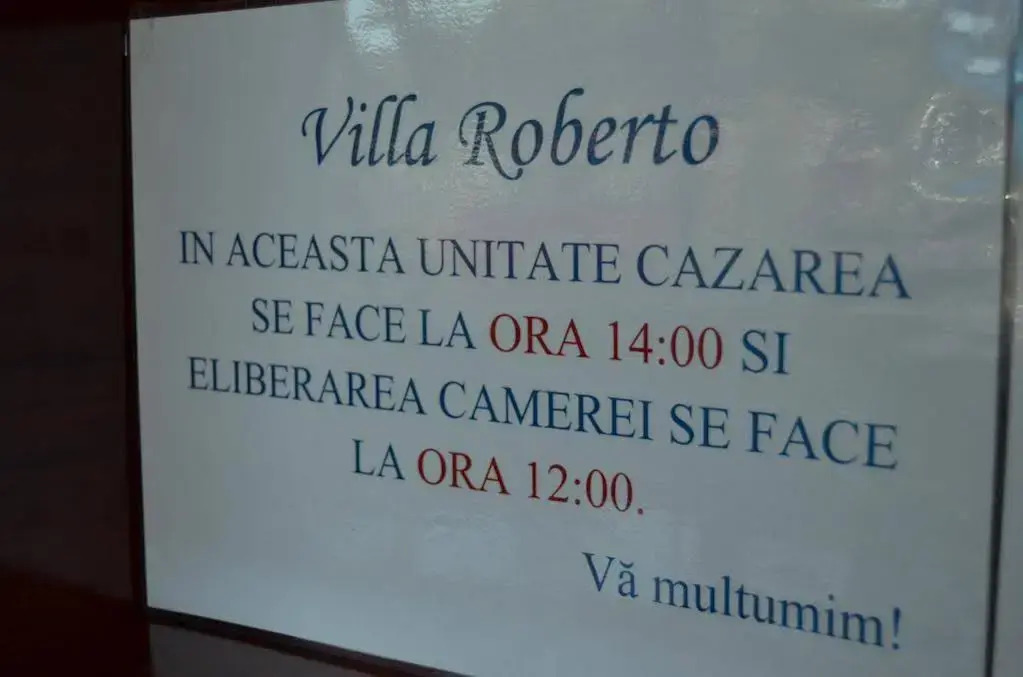 Villa Roberto
IN ACEASTA UNITATE CAZAREA
SE FACE LA ORA 14:00 SI
ELIBERAREA CAMEREI SE FACE
LA ORA 12:00.
Vă multumim!